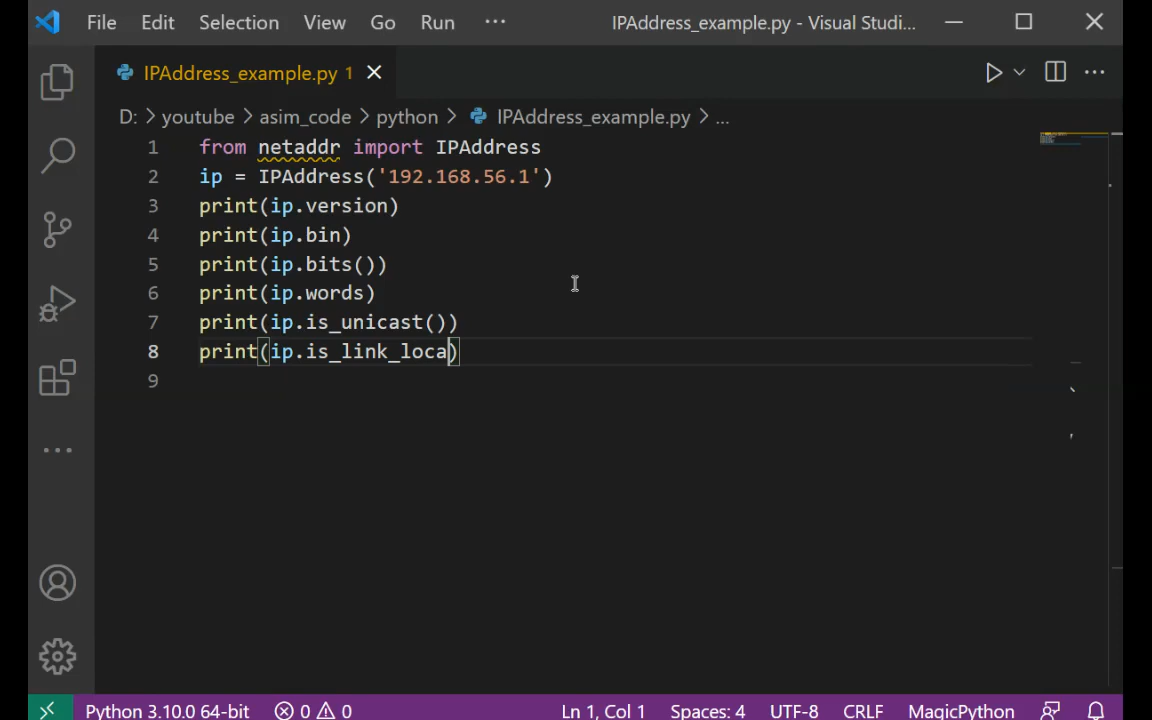 File Edit Selection View Go Run ··· IPAddress_example.py - Visual Studi...
IPAddress_example.py 1
D: > youtube > asim_code > python > IPAddress_example.py > ...
1 from netaddr import IPAddress
2 ip = IPAddress('192.168.56.1')
3 print(ip.version)
4 print(ip.bin)
5 print(ip.bits())
6 print(ip.words)
7 print(ip.is_unicast())
8 print(ip.is_link_loca)
9
Python 3.10.0 64-bit 0 0 Ln 1, Col 1 Spaces: 4 UTF-8 CRLF MagicPython